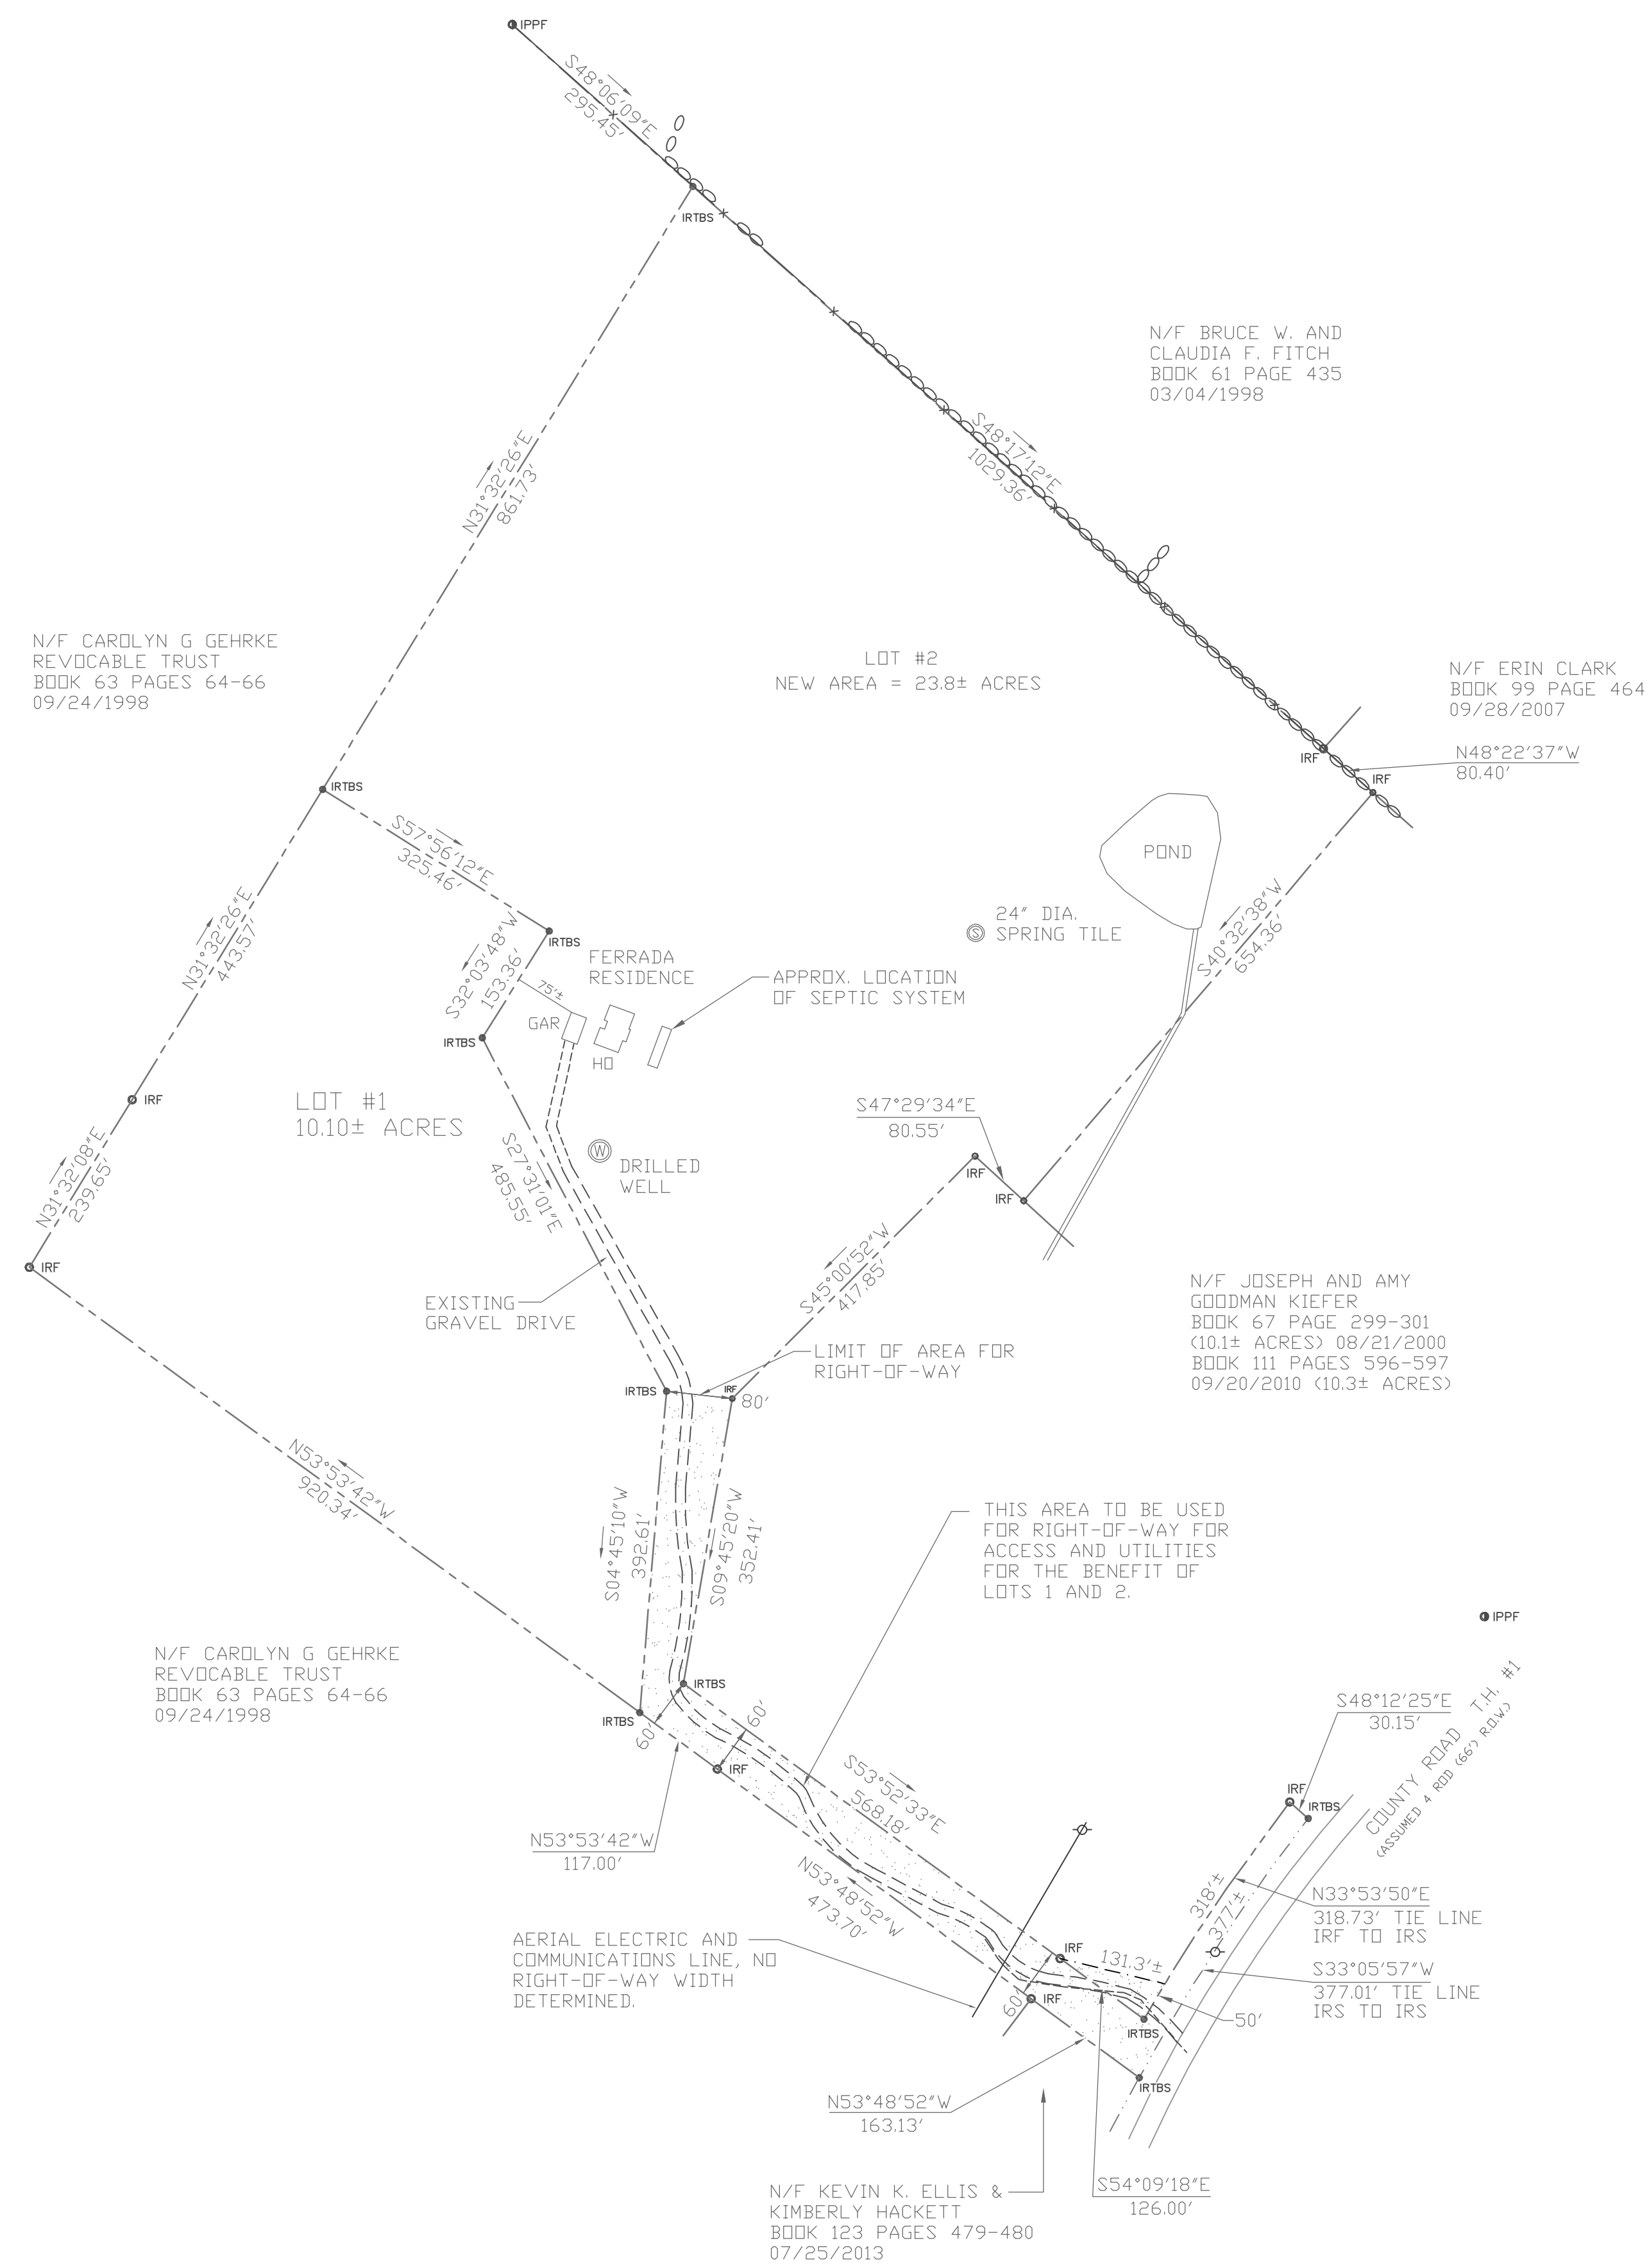 IPPF
S48°06'09"E
295.45'
IRTBS
N/F BRUCE W. AND
CLAUDIA F. FITCH
BOOK 61 PAGE 435
03/04/1998
N31°32'26"E
861.73'
S48°17'12"E
1029.36'
N/F CAROLYN G GEHRKE
REVOCABLE TRUST
BOOK 63 PAGES 64-66
09/24/1998
LOT #2
NEW AREA = 23.8± ACRES
N/F ERIN CLARK
BOOK 99 PAGE 464
09/28/2007
IRF
N48°22'37"W
80.40'
IRF
IRTBS
S57°56'12"E
325.46'
POND
N31°32'26"E
443.57'
S32°03'48"W
153.36'
IRTBS
FERRADA
RESIDENCE
24" DIA.
SPRING TILE
S
S40°32'38"W
654.36'
75'±
APPROX. LOCATION
OF SEPTIC SYSTEM
GAR
HO
IRTBS
IRF
LOT #1
10.10± ACRES
S47°29'34"E
80.55'
N31°32'08"E
239.65'
S27°31'01"E
485.55'
W
DRILLED
WELL
IRF
IRF
IRF
S45°00'52"W
417.85'
EXISTING
GRAVEL DRIVE
N/F JOSEPH AND AMY
GOODMAN KIEFER
BOOK 67 PAGE 299-301
(10.1± ACRES) 08/21/2000
BOOK 111 PAGES 596-597
09/20/2010 (10.3± ACRES)
LIMIT OF AREA FOR
RIGHT-OF-WAY
IRTBS
IRF
80'
N53°53'42"W
920.34'
S04°45'10"W
392.61'
S09°45'20"W
352.41'
THIS AREA TO BE USED
FOR RIGHT-OF-WAY FOR
ACCESS AND UTILITIES
FOR THE BENEFIT OF
LOTS 1 AND 2.
IPPF
N/F CAROLYN G GEHRKE
REVOCABLE TRUST
BOOK 63 PAGES 64-66
09/24/1998
IRTBS
IRTBS
60'
60'
IRF
S48°12'25"E
30.15'
COUNTY ROAD T.H. #1
(ASSUMED 4 ROD (66') R.O.W.)
S53°52'33"E
568.18'
IRF
IRTBS
N53°53'42"W
117.00'
N53°48'52"W
473.70'
318'±
377'±
N33°53'50"E
318.73' TIE LINE
IRF TO IRS
AERIAL ELECTRIC AND
COMMUNICATIONS LINE, NO
RIGHT-OF-WAY WIDTH
DETERMINED.
IRF
131.3'±
S33°05'57"W
377.01' TIE LINE
IRS TO IRS
60'
IRF
50'
IRTBS
IRTBS
N53°48'52"W
163.13'
S54°09'18"E
126.00'
N/F KEVIN K. ELLIS &
KIMBERLY HACKETT
BOOK 123 PAGES 479-480
07/25/2013